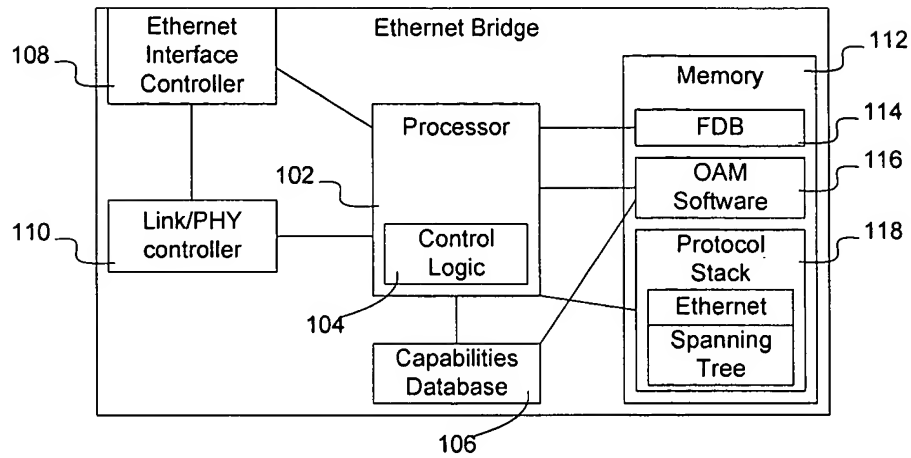 Ethernet
Interface
Controller
108
Ethernet Bridge
112
Memory
Processor
FDB
114
102
OAM
Software
116
Link/PHY
controller
110
Control
Logic
Protocol
Stack
118
104
Ethernet
Spanning
Tree
Capabilities
Database
106